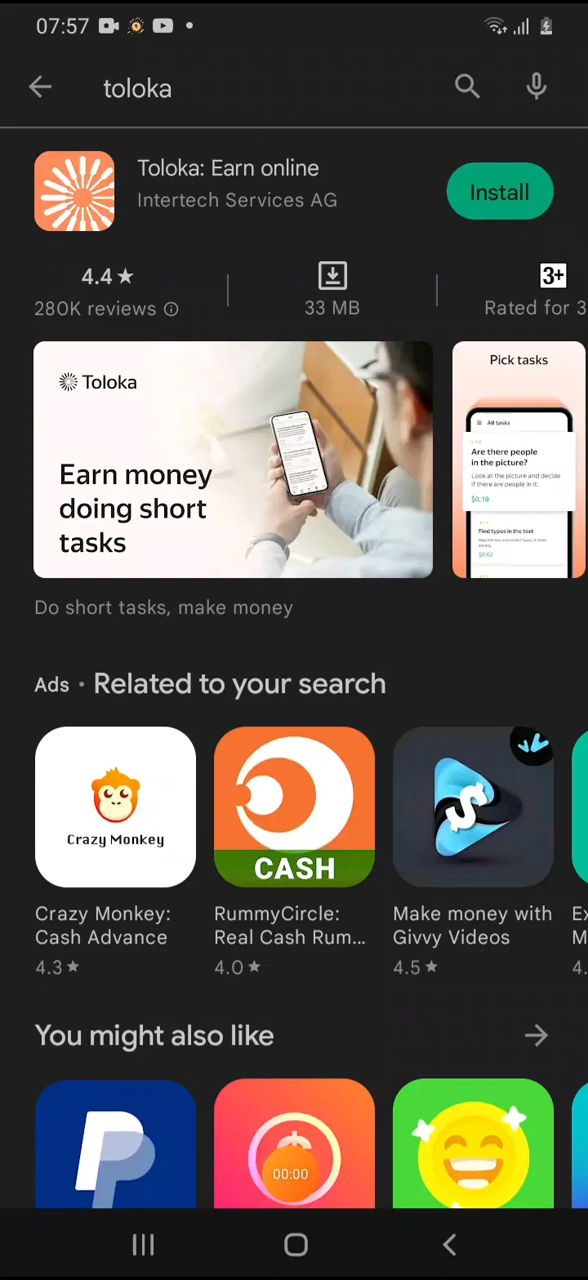 07:57
toloka
Toloka: Earn online
Intertech Services AG
Install
4.4★
280K reviews
33 MB
3+
Rated for 3
Toloka
Earn money
doing short
tasks
Pick tasks
All tasks
Are there people
in the picture?
Look at the picture and decide
if there are people in it.
$0,10
Find typos in the text
$0.02
Do short tasks, make money
Ads • Related to your search
Crazy Monkey
CASH
$
Crazy Monkey:
Cash Advance
4.3★
RummyCircle:
Real Cash Rum...
4.0★
Make money with
Givvy Videos
4.5★
E
M
4.
You might also like
00:00